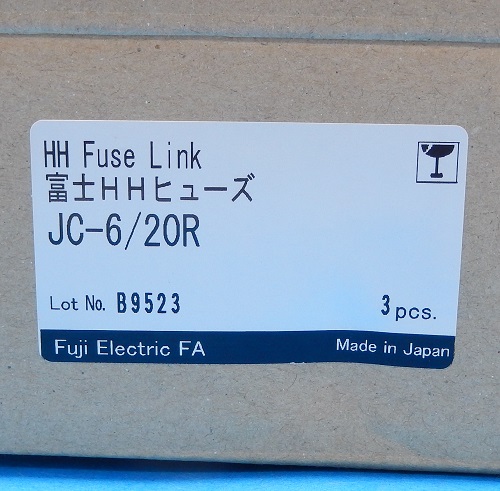 HH Fuse Link
富士HHヒューズ
JC-6/20R
Lot No. B9523
3 pcs.
Fuji Electric FA
Made in Japan